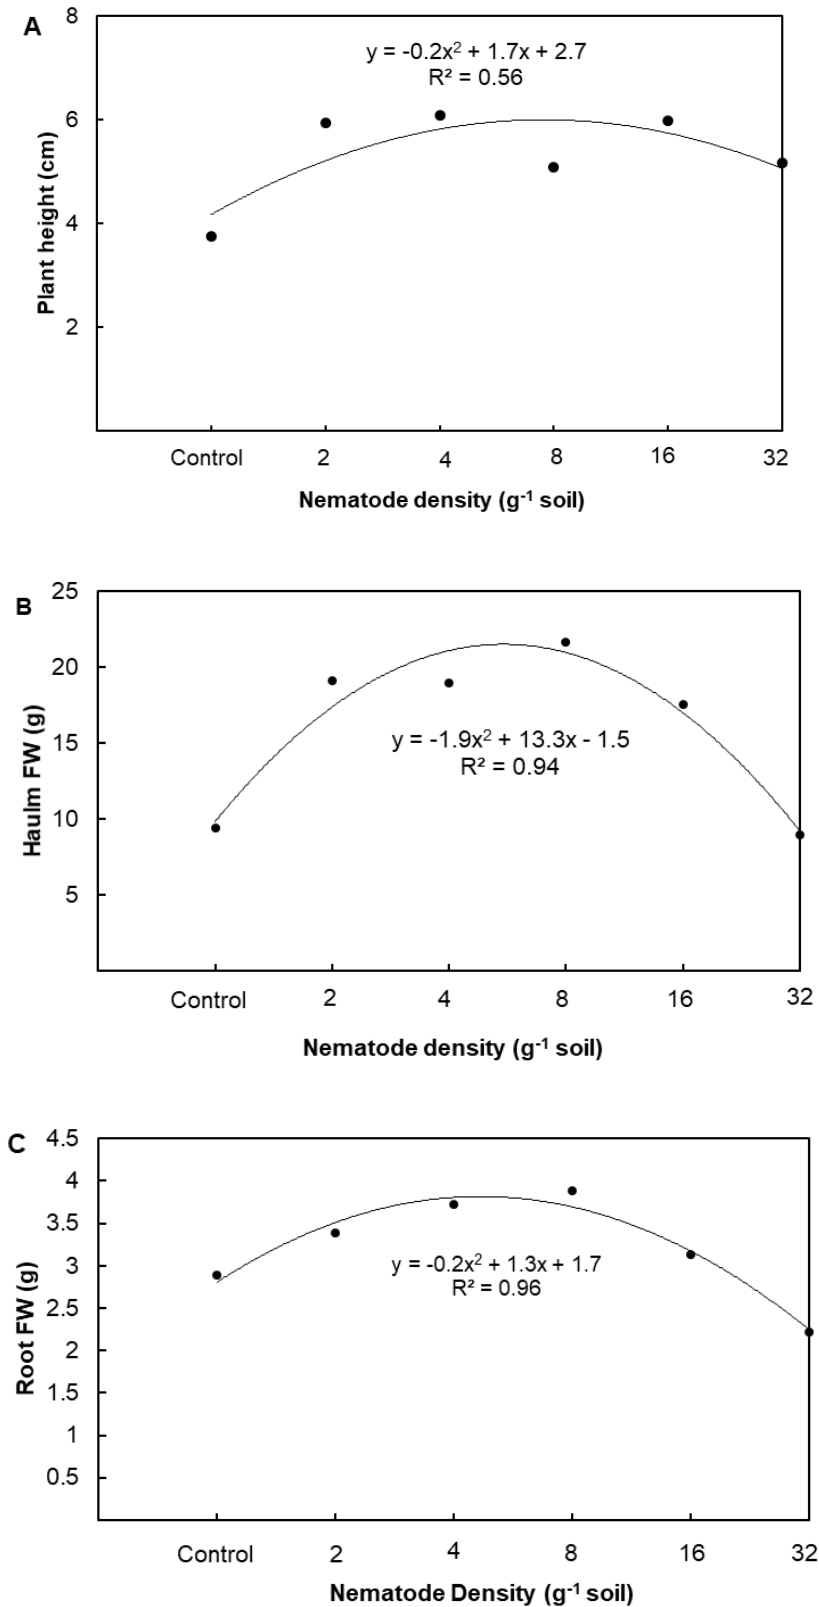 A
8
y = -0.2x² + 1.7x + 2.7
R² = 0.56
6
4
2
Plant height (cm)
Control 2 4 8 16 32
Nematode density (g⁻¹ soil)
B
25
20
15
10
5
y = -1.9x² + 13.3x - 1.5
R² = 0.94
Haulm FW (g)
Control 2 4 8 16 32
Nematode density (g⁻¹ soil)
C
4.5
4
3.5
3
2.5
2
1.5
1
0.5
y = -0.2x² + 1.3x + 1.7
R² = 0.96
Root FW (g)
Control 2 4 8 16 32
Nematode Density (g⁻¹ soil)